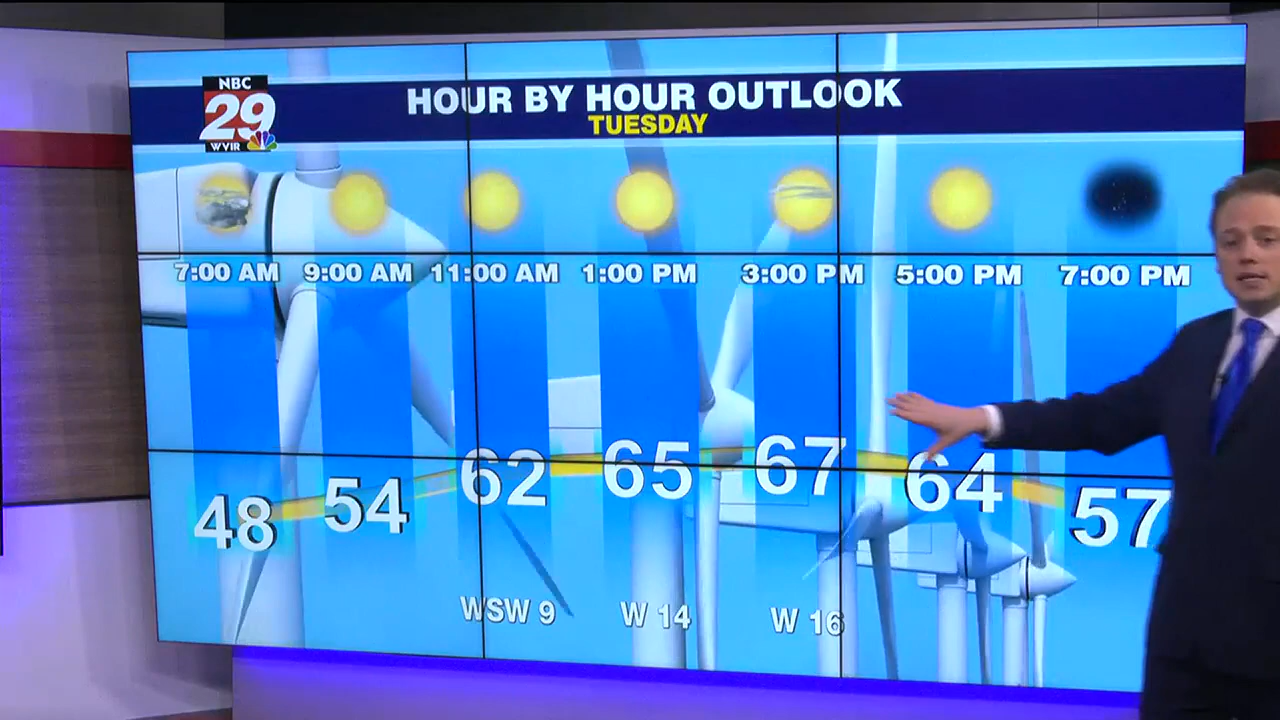 NBC
29
WVIR
HOUR BY HOUR OUTLOOK
TUESDAY
7:00 AM 9:00 AM 11:00 AM 1:00 PM 3:00 PM 5:00 PM 7:00 PM
48 54 62 65 67 64 57
WSW 9 W 14 W 16